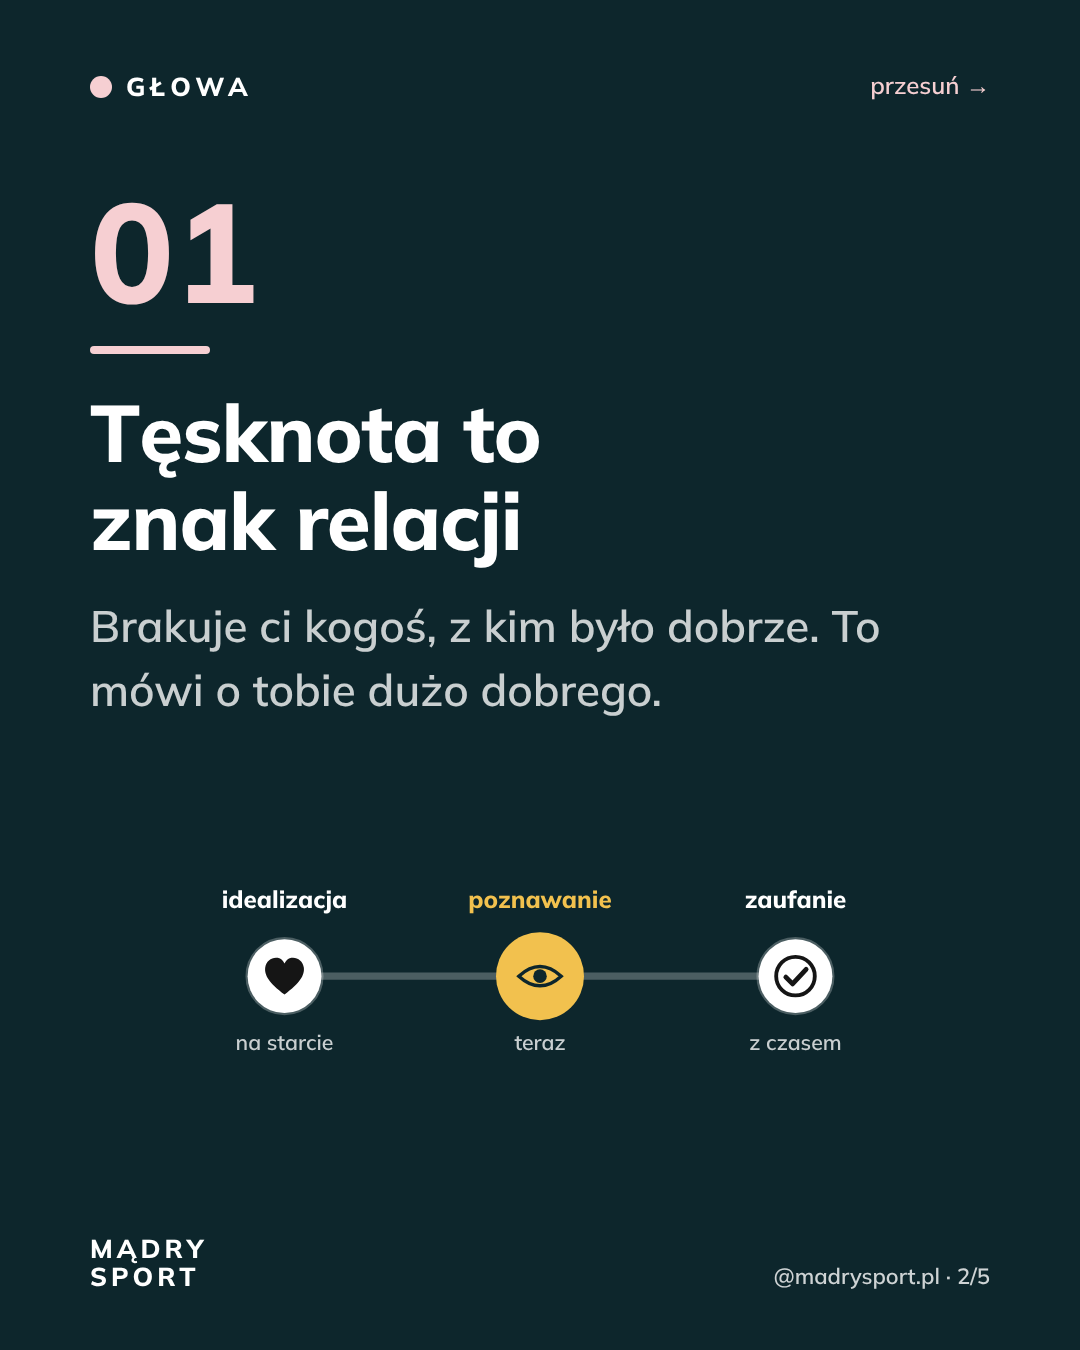 GŁOWA
przesuń →
01
Tęsknota to
znak relacji
Brakuje ci kogoś, z kim było dobrze. To
mówi o tobie dużo dobrego.
idealizacja
poznawanie
zaufanie
na starcie
teraz
z czasem
MĄDRY
SPORT
@madrysport.pl · 2/5